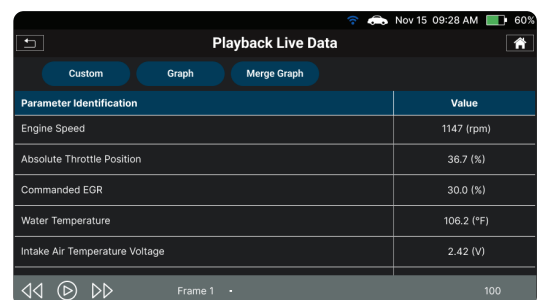 Nov 15 09:28 AM 60%
Playback Live Data
Custom Graph Merge Graph
Parameter Identification Value
Engine Speed 1147 (rpm)
Absolute Throttle Position 36.7 (%)
Commanded EGR 30.0 (%)
Water Temperature 106.2 (°F)
Intake Air Temperature Voltage 2.42 (V)
Frame 1 100